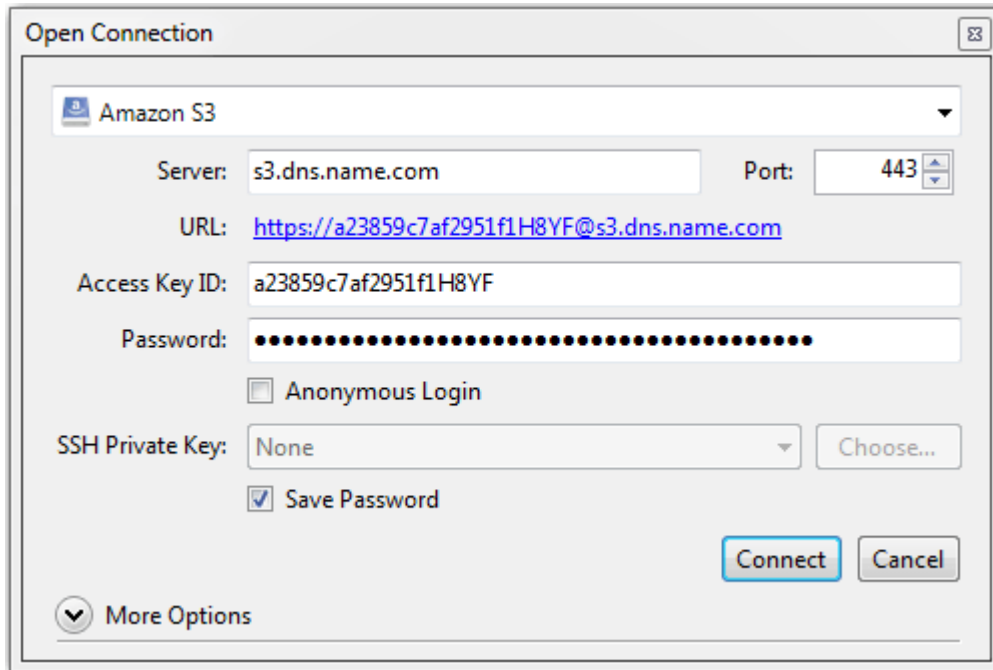 Open Connection
Amazon S3
Server: s3.dns.name.com Port: 443
URL: https://a23859c7af2951f1H8YF@s3.dns.name.com
Access Key ID: a23859c7af2951f1H8YF
Password: ••••••••••••••••••••••••••••••••••••••••
Anonymous Login
SSH Private Key: None Choose...
Save Password
Connect Cancel
More Options